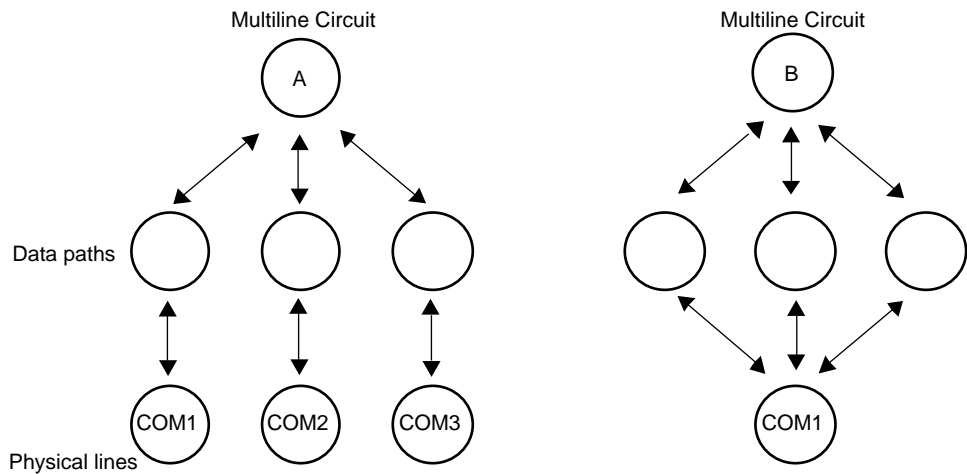 Multiline Circuit
A
Data paths
COM1 COM2 COM3
Physical lines
Multiline Circuit
B
COM1